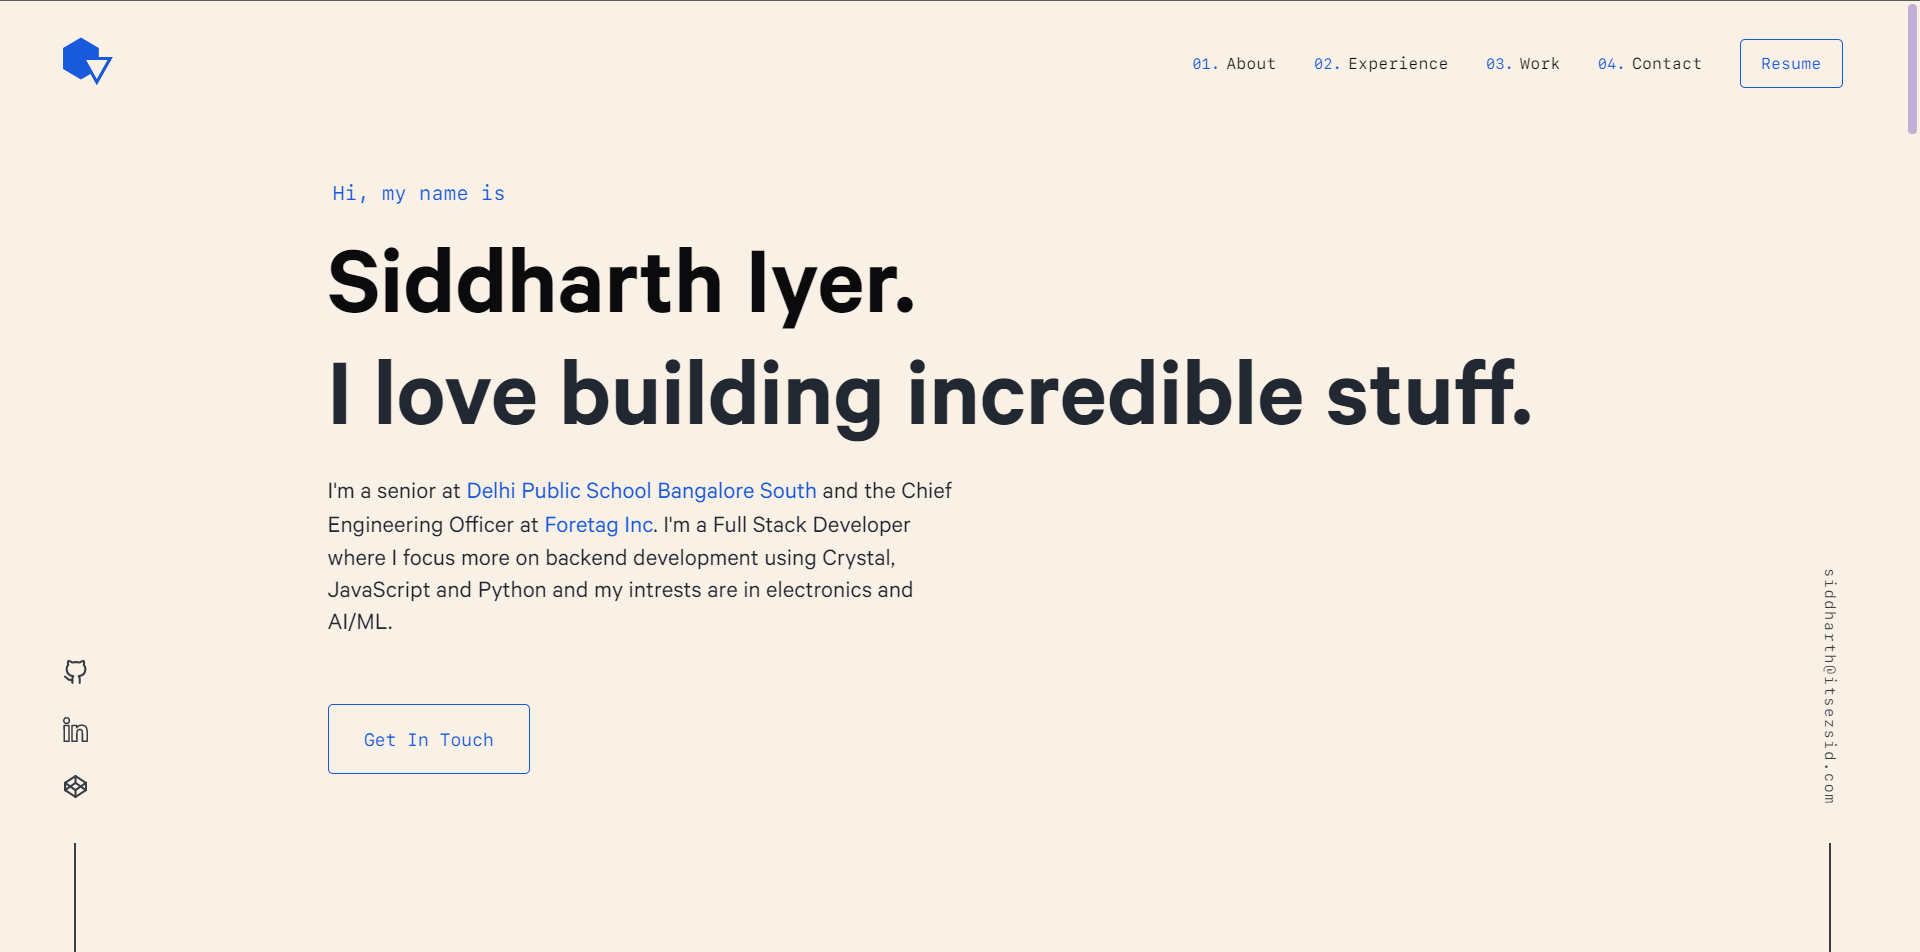 01. About 02. Experience 03. Work 04. Contact Resume
Hi, my name is
Siddharth Iyer.
I love building incredible stuff.
I'm a senior at Delhi Public School Bangalore South and the Chief
Engineering Officer at Foretag Inc. I'm a Full Stack Developer
where I focus more on backend development using Crystal,
JavaScript and Python and my intrests are in electronics and
AI/ML.
Get In Touch
in
siddharth@itsezsid.com